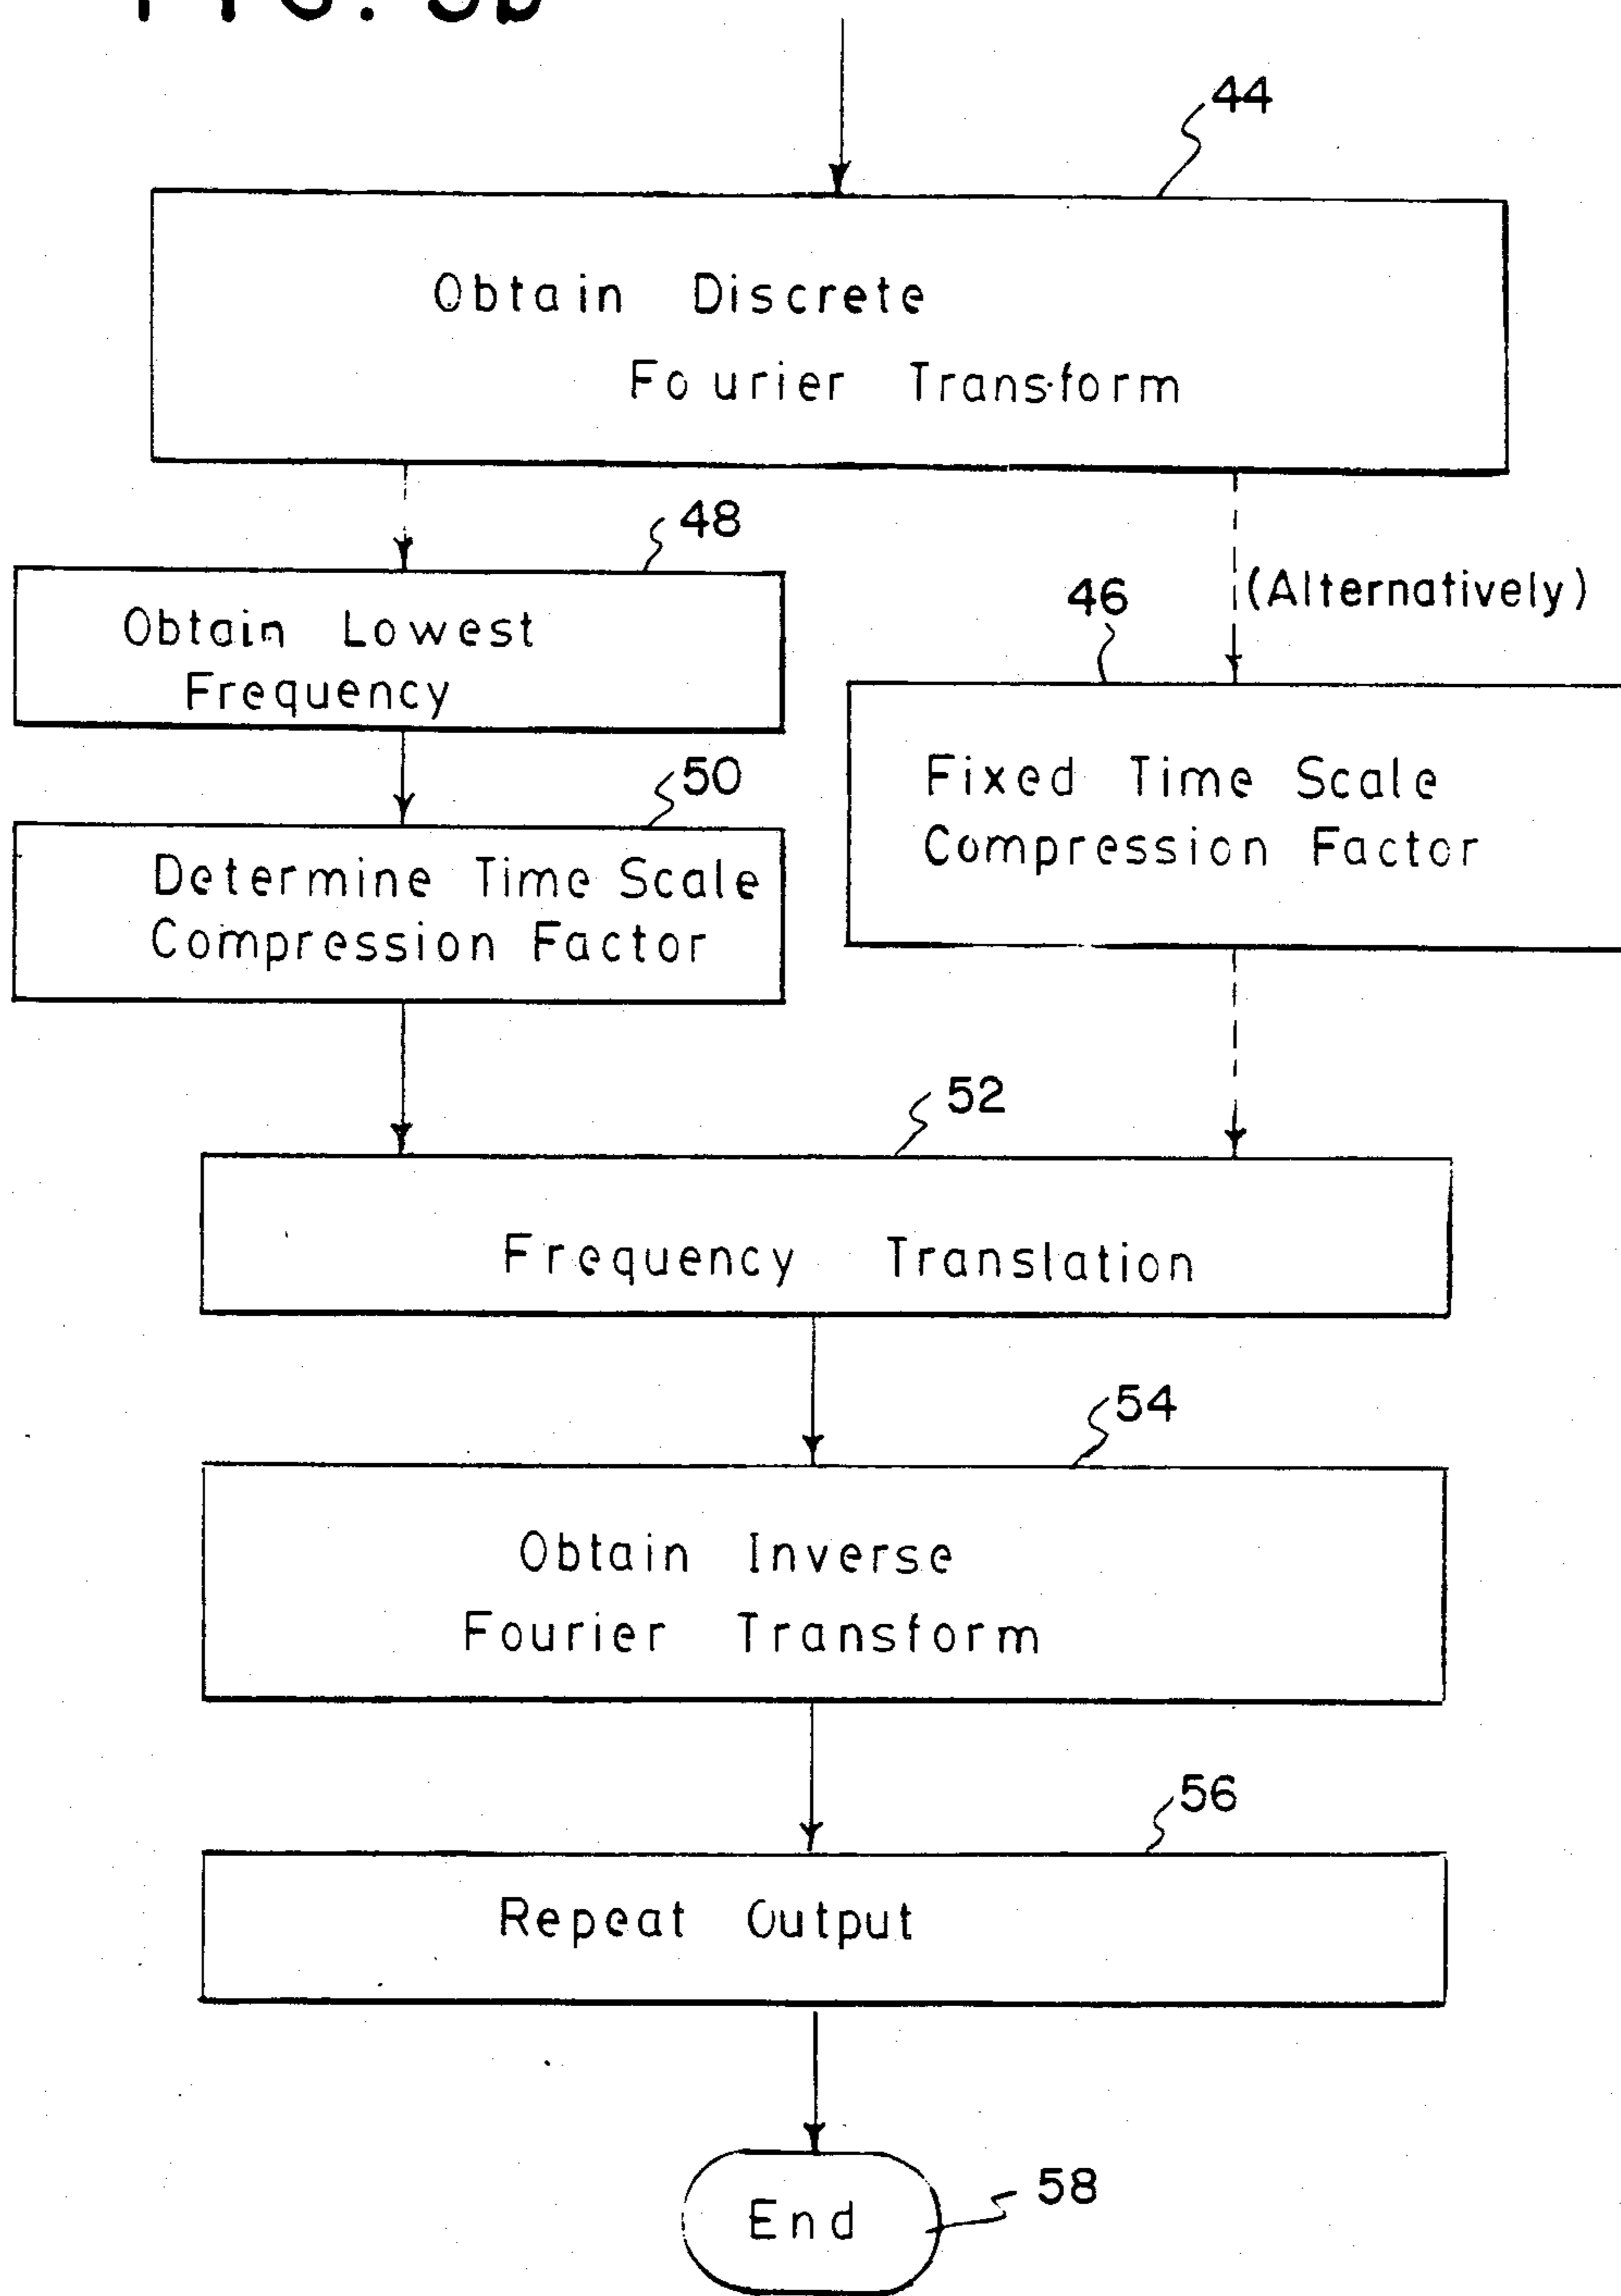 44
Obtain Discrete
Fourier Transform
48
Obtain Lowest
Frequency
46
(Alternatively)
50
Determine Time Scale
Compression Factor
Fixed Time Scale
Compression Factor
52
Frequency Translation
54
Obtain Inverse
Fourier Transform
56
Repeat Output
End
58